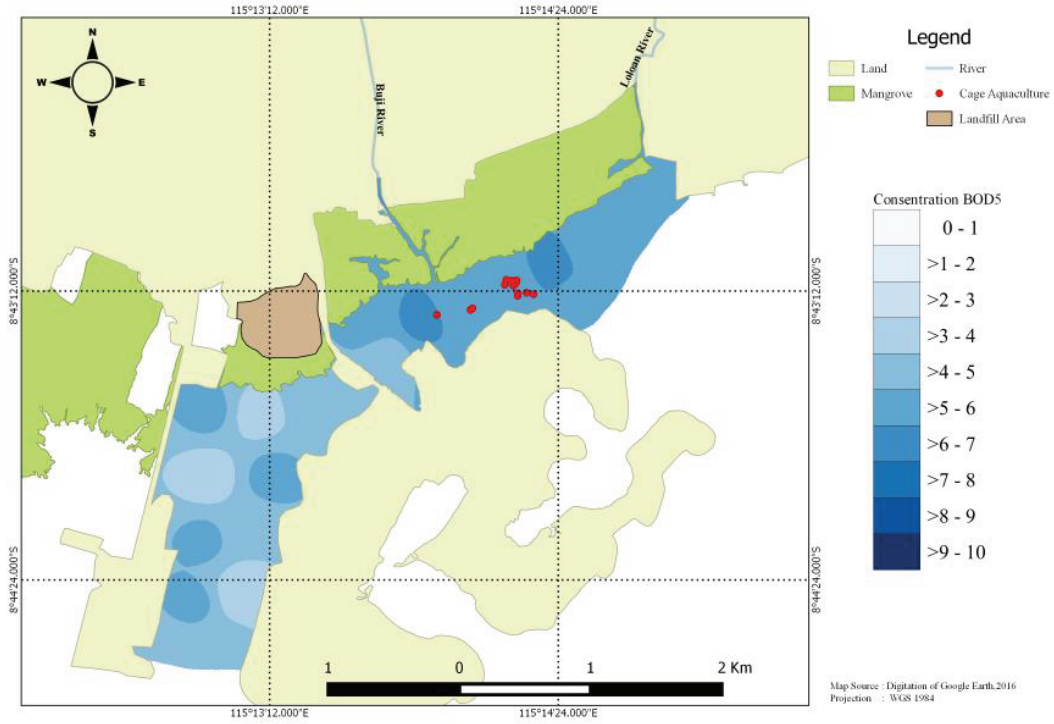 115°13'12.000"E
115°14'24.000"E
N
W
E
S
Buji River
Loloan River
8°43'12.000"S
8°43'12.000"S
8°44'24.000"S
8°44'24.000"S
1
0
1
2 Km
115°13'12.000"E
115°14'24.000"E
Legend
Land
River
Mangrove
Cage Aquaculture
Landfill Area
Consentration BOD5
0 - 1
>1 - 2
>2 - 3
>3 - 4
>4 - 5
>5 - 6
>6 - 7
>7 - 8
>8 - 9
>9 - 10
Map Source : Digitation of Google Earth,2016
Projection : WGS 1984